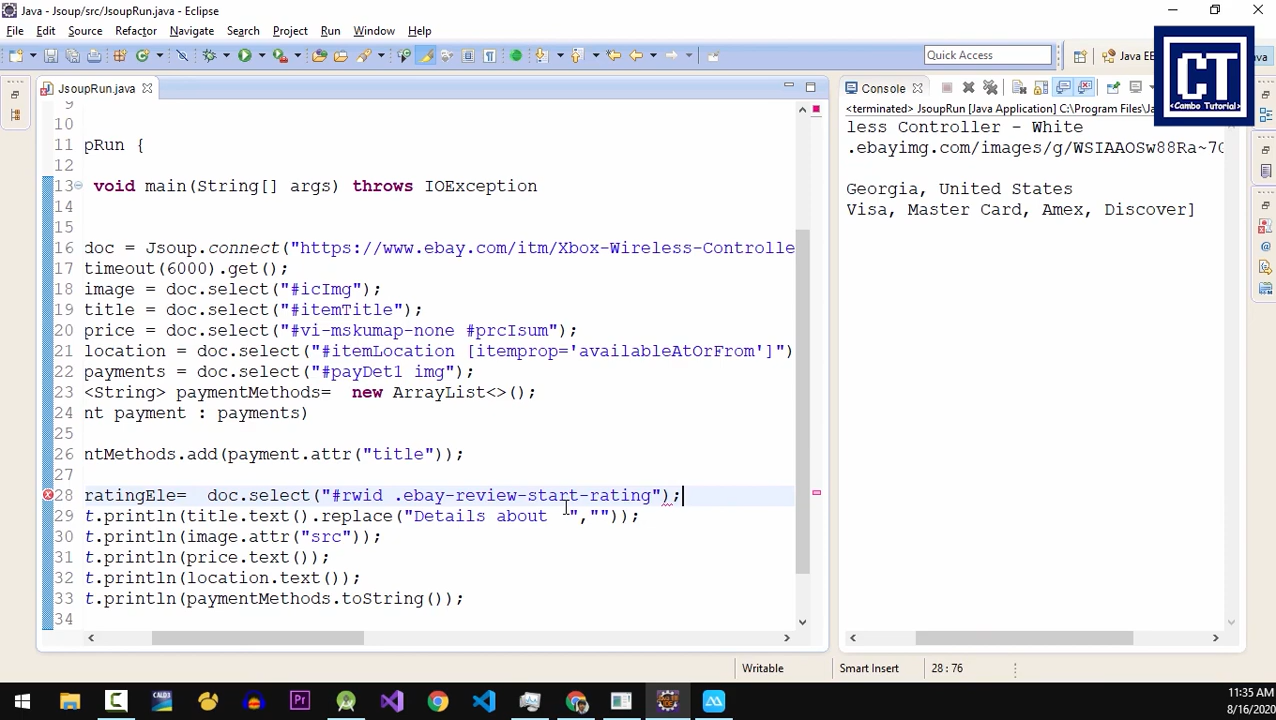 Java - Jsoup/src/JsoupRun.java - Eclipse
File Edit Source Refactor Navigate Search Project Run Window Help
Quick Access
Java EE
CT
<Cambo Tutorial>
JsoupRun.java
Console
<terminated> JsoupRun [Java Application] C:\Program Files\Ja
9
10
11 pRun {
12
13 void main(String[] args) throws IOException
14
15
16 doc = Jsoup.connect("https://www.ebay.com/itm/Xbox-Wireless-Controlle
17 timeout(6000).get();
18 image = doc.select("#icImg");
19 title = doc.select("#itemTitle");
20 price = doc.select("#vi-mskumap-none #prcIsum");
21 location = doc.select("#itemLocation [itemprop='availableAtOrFrom']")
22 payments = doc.select("#payDet1 img");
23 <String> paymentMethods=  new ArrayList<>();
24 nt payment : payments)
25
26 ntMethods.add(payment.attr("title"));
27
28 ratingEle=  doc.select("#rwid .ebay-review-start-rating");
29 t.println(title.text().replace("Details about  ",""));
30 t.println(image.attr("src"));
31 t.println(price.text());
32 t.println(location.text());
33 t.println(paymentMethods.toString());
34
less Controller - White
.ebayimg.com/images/g/WSIAAOSw88Ra~7
Georgia, United States
Visa, Master Card, Amex, Discover]
Writable Smart Insert 28 : 76
11:35 AM
8/16/2020